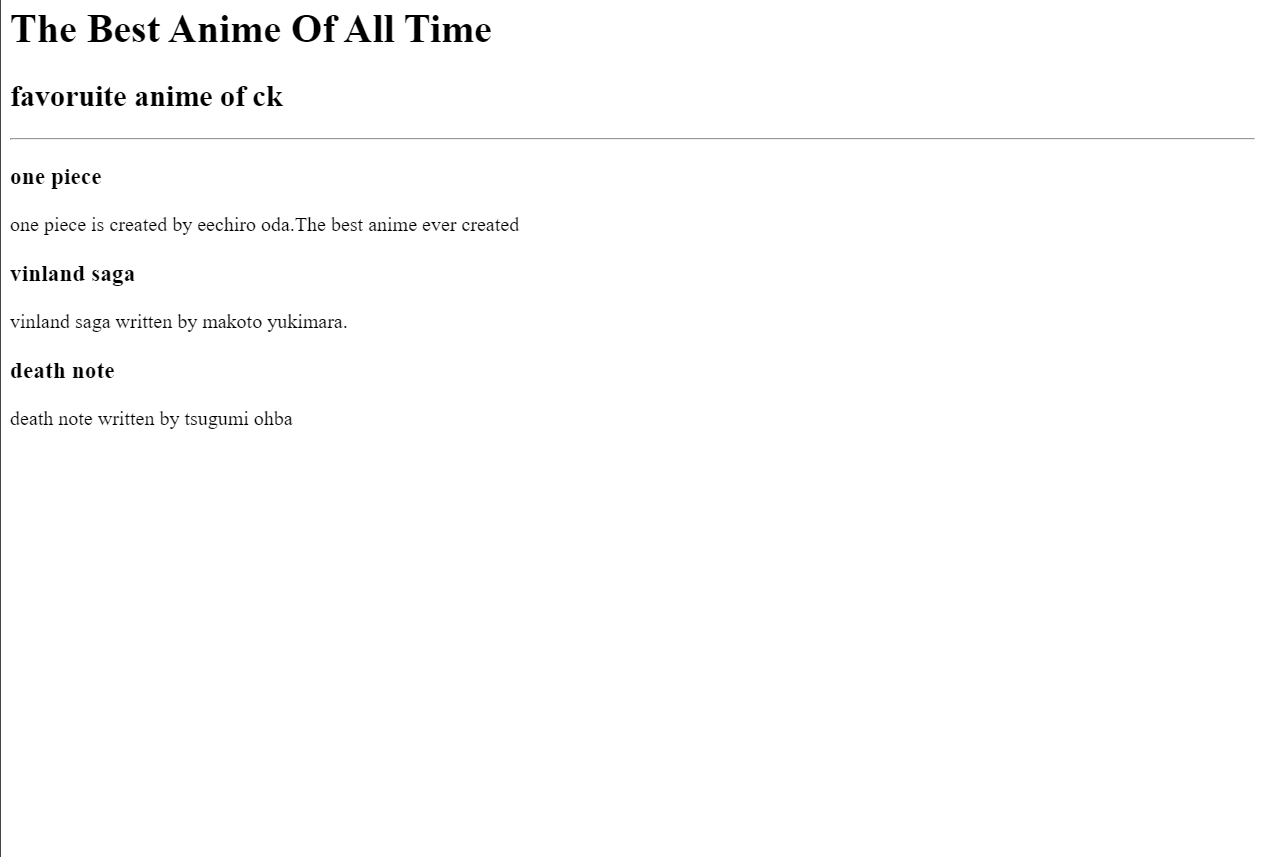 The Best Anime Of All Time
favoruite anime of ck
one piece
one piece is created by eechiro oda.The best anime ever created
vinland saga
vinland saga written by makoto yukimara.
death note
death note written by tsugumi ohba